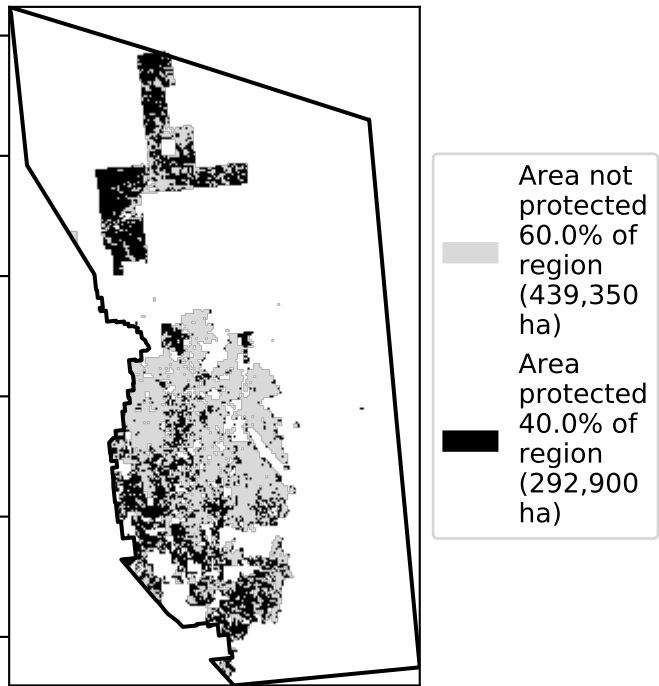 Area not
protected
60.0% of
region
(439,350
ha)
Area
protected
40.0% of
region
(292,900
ha)